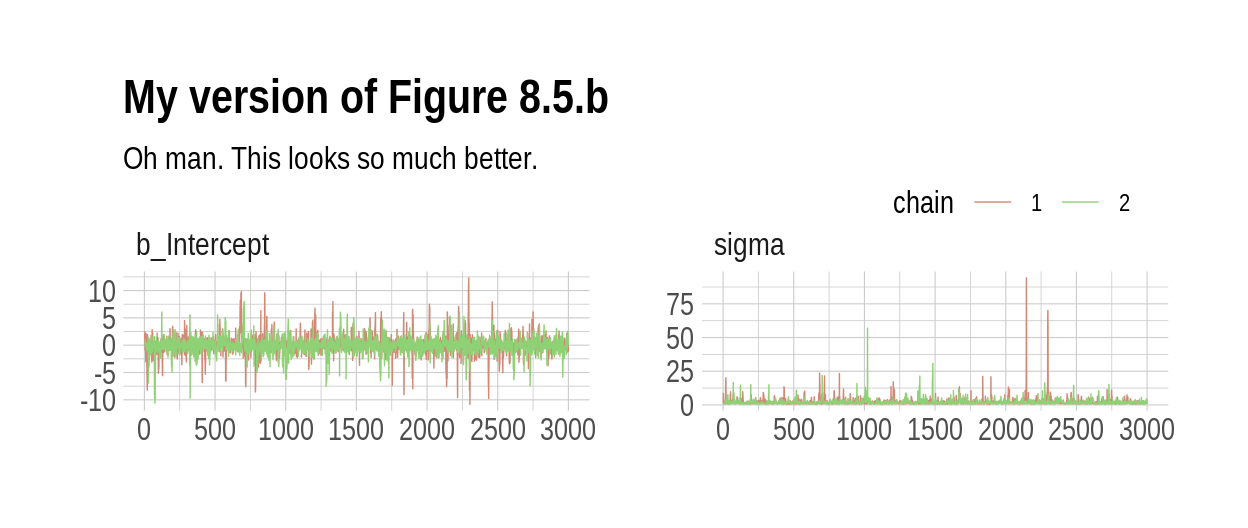 My version of Figure 8.5.b
Oh man. This looks so much better.
chain 1 2
b_Intercept
10
5
0
-5
-10
0 500 1000 1500 2000 2500 3000
sigma
75
50
25
0
0 500 1000 1500 2000 2500 3000